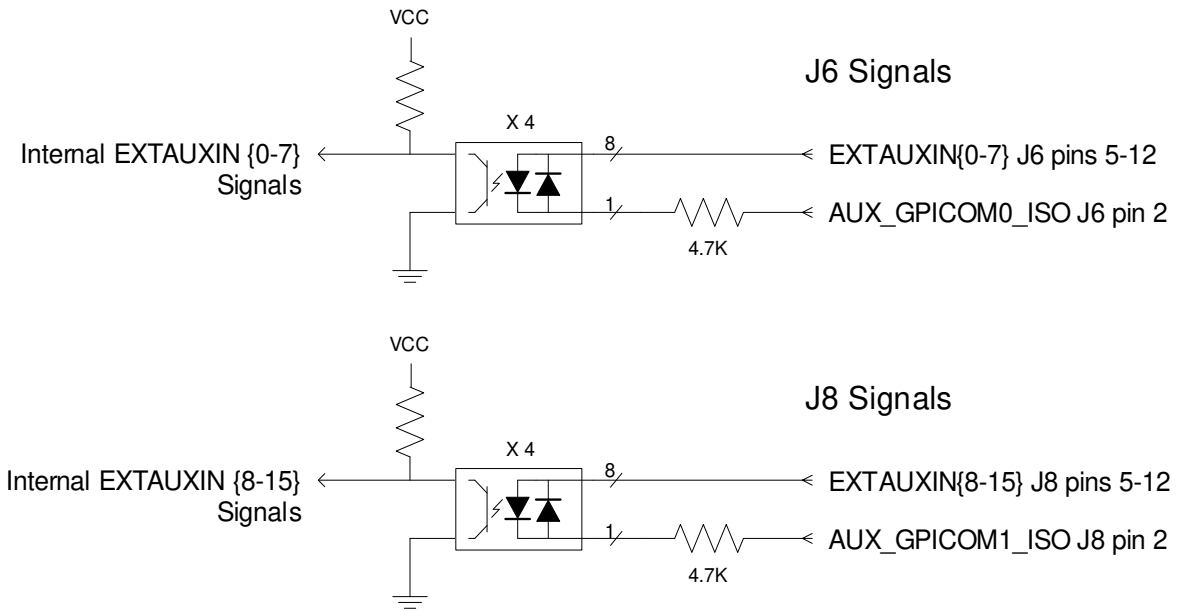 VCC
J6 Signals
X 4
8
Internal EXTAUXIN {0-7}
Signals
EXTAUXIN{0-7} J6 pins 5-12
1
AUX_GPICOM0_ISO J6 pin 2
4.7K
VCC
J8 Signals
X 4
8
Internal EXTAUXIN {8-15}
Signals
EXTAUXIN{8-15} J8 pins 5-12
1
AUX_GPICOM1_ISO J8 pin 2
4.7K